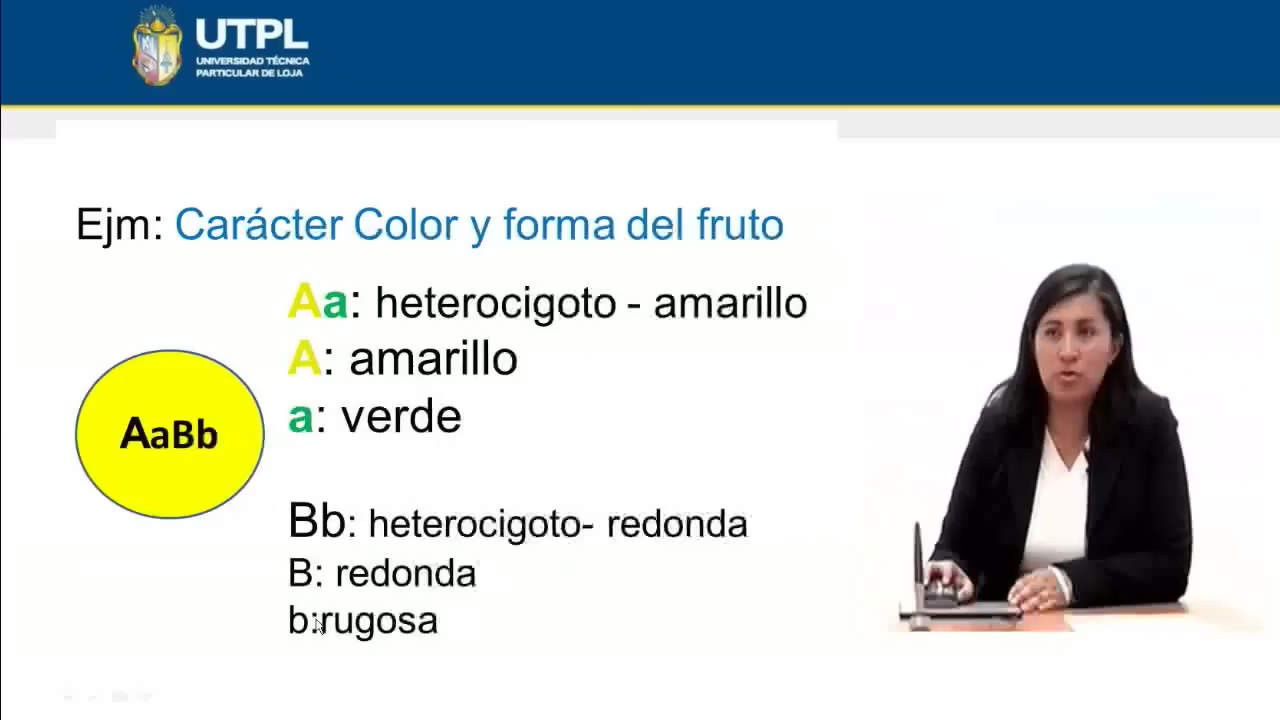 UTPL
UNIVERSIDAD TÉCNICA
PARTICULAR DE LOJA
Ejm: Carácter Color y forma del fruto
Aa: heterocigoto - amarillo
A: amarillo
a: verde
AaBb
Bb: heterocigoto- redonda
B: redonda
b:rugosa